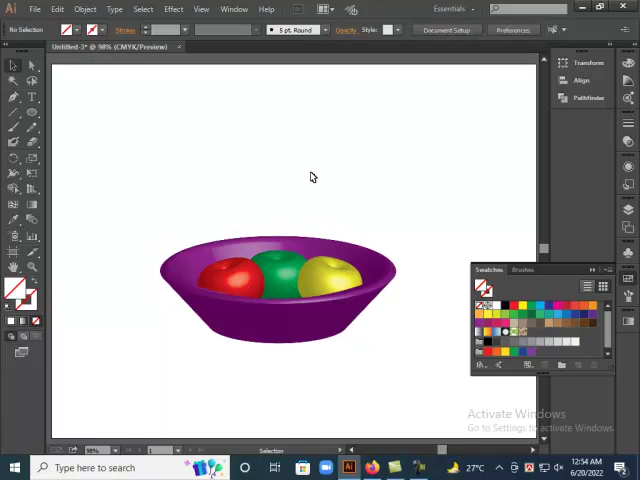 Ai File Edit Object Type Select Effect View Window Help Essentials
No Selection Stroke: 5 pt. Round Opacity Style: Document Setup Preferences
Untitled-3* @ 98% (CMYK/Preview) ×
Transform
Align
Pathfinder
Swatches Brushes
Activate Windows
Go to Settings to activate Windows.
98% 1 Selection
Type here to search 27°C 12:54 AM
6/20/2022